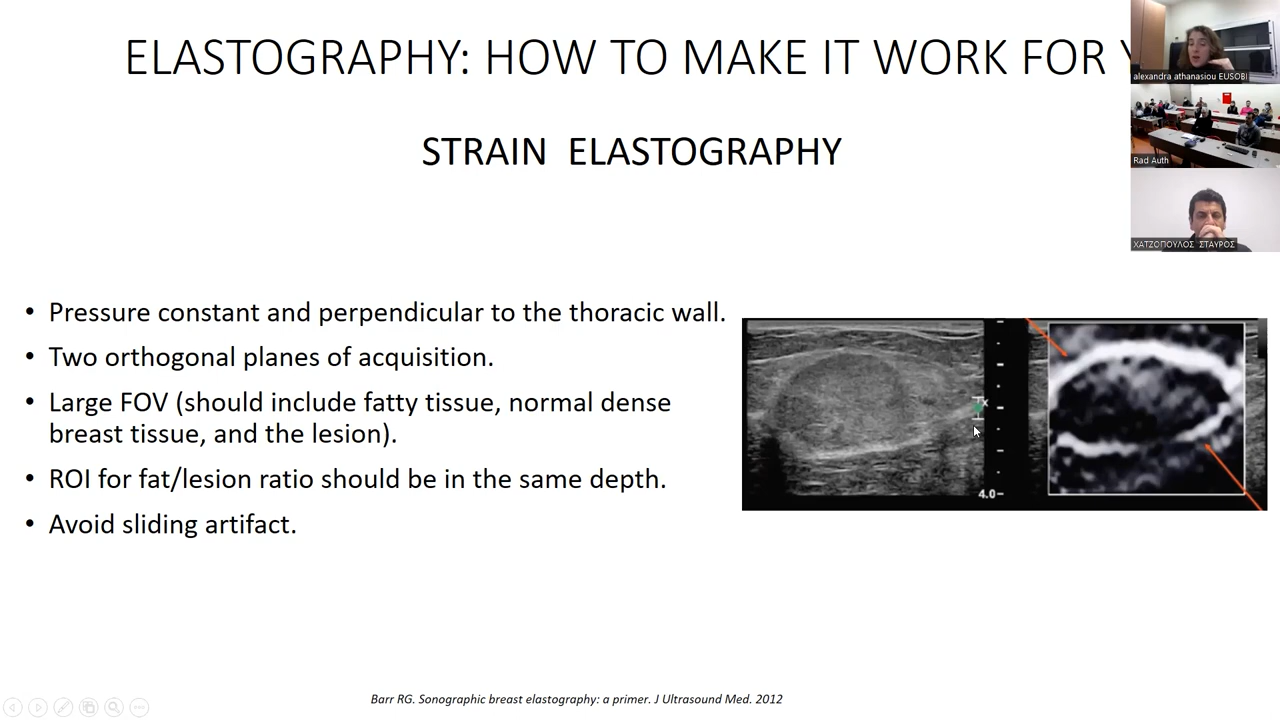 ELASTOGRAPHY: HOW TO MAKE IT WORK FOR
alexandra athanasiou EUSOBI
STRAIN ELASTOGRAPHY
Rad Auth
ΧΑΤΖΟΠΟΥΛΟΣ ΣΤΑΥΡΟΣ
• Pressure constant and perpendicular to the thoracic wall.
• Two orthogonal planes of acquisition.
• Large FOV (should include fatty tissue, normal dense
breast tissue, and the lesion).
• ROI for fat/lesion ratio should be in the same depth.
• Avoid sliding artifact.
x
4.0
Barr RG. Sonographic breast elastography: a primer. J Ultrasound Med. 2012